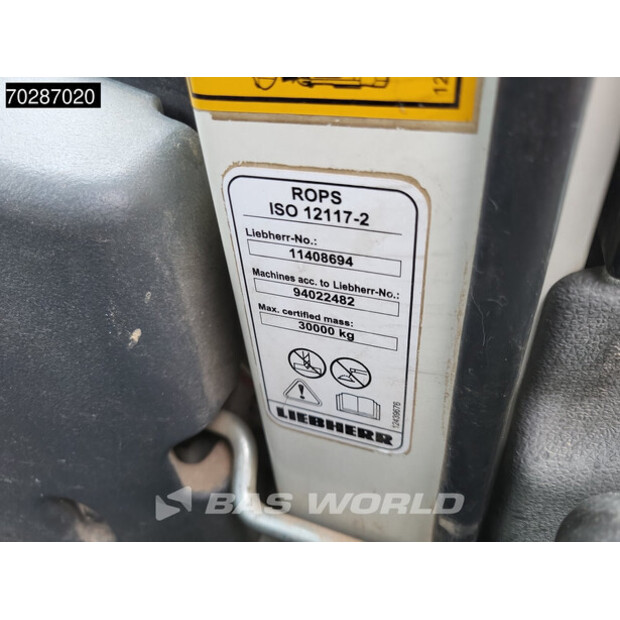 70287020
ROPS
ISO 12117-2
Liebherr-No.:
11408694
Machines acc. to Liebherr-No.:
94022482
Max. certified mass:
30000 kg
LIEBHERR
12439676
BAS WORLD